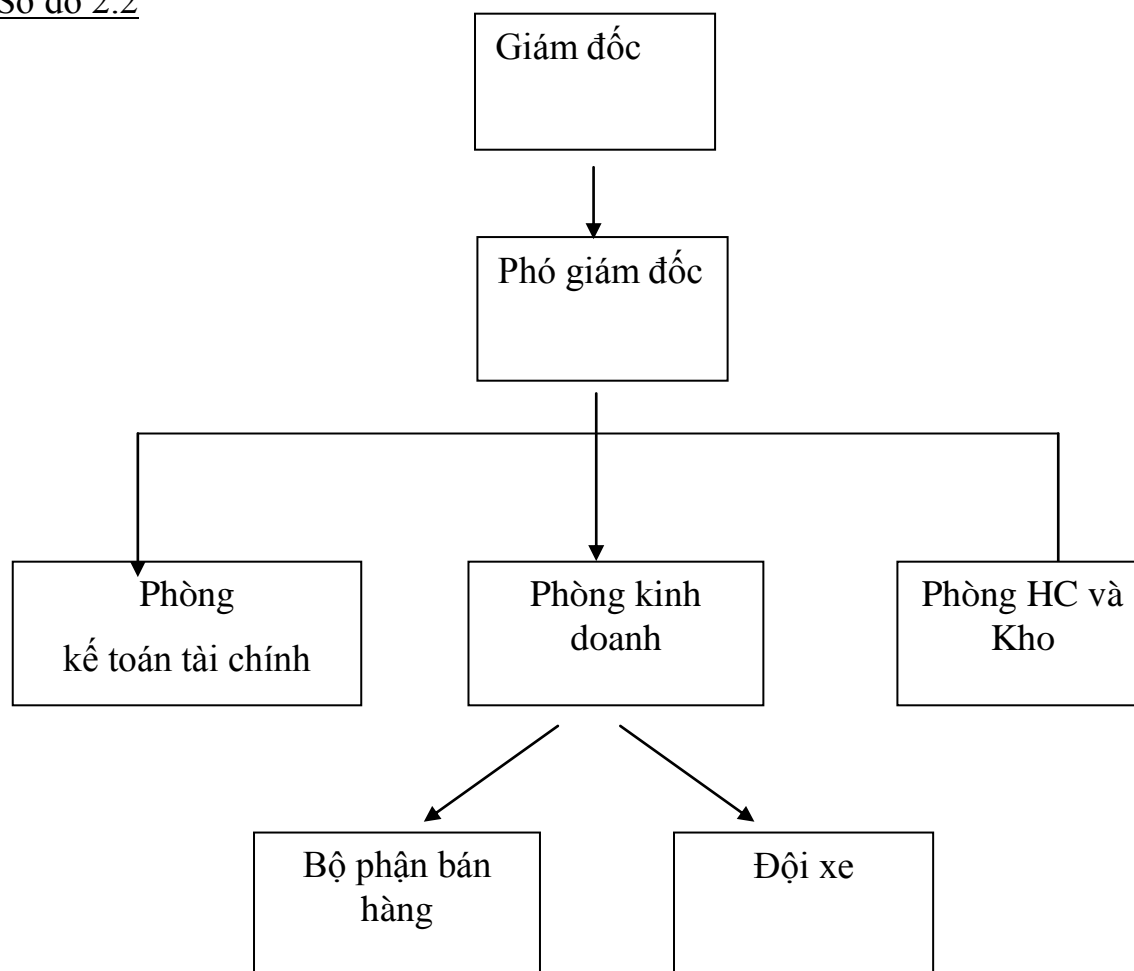 Sơ đồ 2.2
Giám đốc
Phó giám đốc
Phòng
kế toán tài chính
Phòng kinh
doanh
Phòng HC và
Kho
Bộ phận bán
hàng
Đội xe